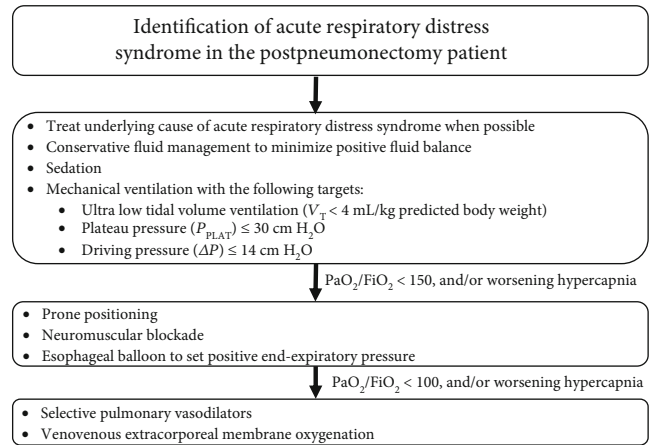 Identification of acute respiratory distress
syndrome in the postpneumonectomy patient
• Treat underlying cause of acute respiratory distress syndrome when possible
• Conservative fluid management to minimize positive fluid balance
• Sedation
• Mechanical ventilation with the following targets:
• Ultra low tidal volume ventilation (V_T < 4 mL/kg predicted body weight)
• Plateau pressure (P_PLAT) ≤ 30 cm H₂O
• Driving pressure (ΔP) ≤ 14 cm H₂O
PaO₂/FiO₂ < 150, and/or worsening hypercapnia
• Prone positioning
• Neuromuscular blockade
• Esophageal balloon to set positive end-expiratory pressure
PaO₂/FiO₂ < 100, and/or worsening hypercapnia
• Selective pulmonary vasodilators
• Venovenous extracorporeal membrane oxygenation